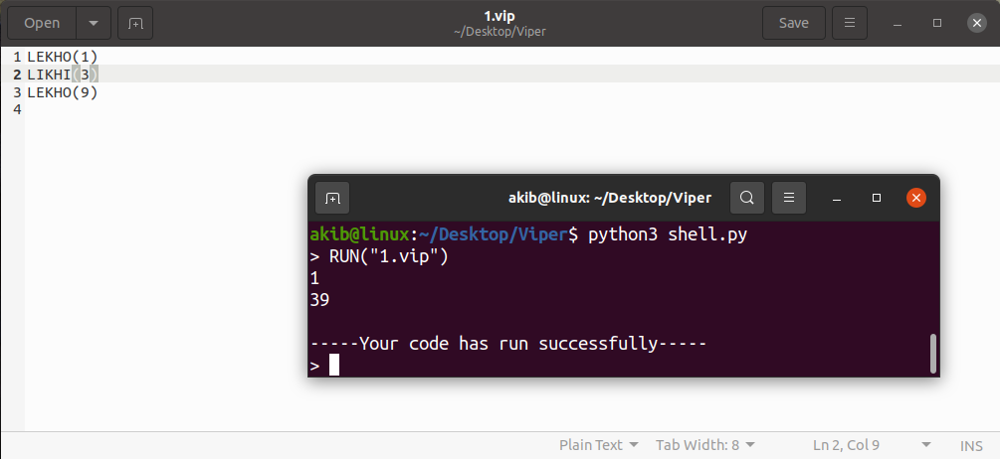 Open
1.vip
~/Desktop/Viper
Save
1 LEKHO(1)
2 LIKHI(3)
3 LEKHO(9)
4
akib@linux: ~/Desktop/Viper
akib@linux:~/Desktop/Viper$ python3 shell.py
> RUN("1.vip")
1
39
-----Your code has run successfully-----
>
Plain Text Tab Width: 8 Ln 2, Col 9 INS